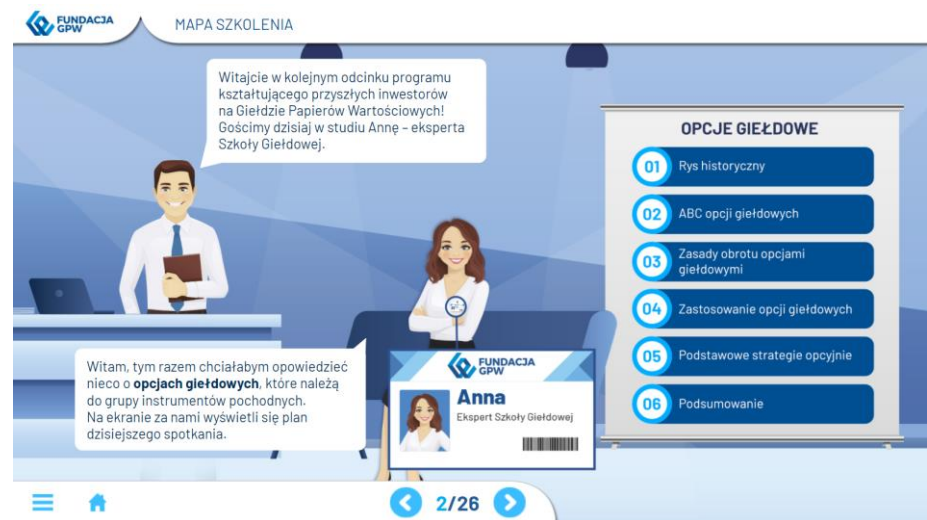 FUNDACJA
GPW
MAPA SZKOLENIA
Witajcie w kolejnym odcinku programu
kształtującego przyszłych inwestorów
na Giełdzie Papierów Wartościowych!
Gościmy dzisiaj w studiu Annę – eksperta
Szkoły Giełdowej.
Witam, tym razem chciałabym opowiedzieć
nieco o opcjach giełdowych, które należą
do grupy instrumentów pochodnych.
Na ekranie za nami wyświetli się plan
dzisiejszego spotkania.
FUNDACJA
GPW
Anna
Ekspert Szkoły Giełdowej
OPCJE GIEŁDOWE
01 Rys historyczny
02 ABC opcji giełdowych
03 Zasady obrotu opcjami
giełdowymi
04 Zastosowanie opcji giełdowych
05 Podstawowe strategie opcyjnie
06 Podsumowanie
2/26